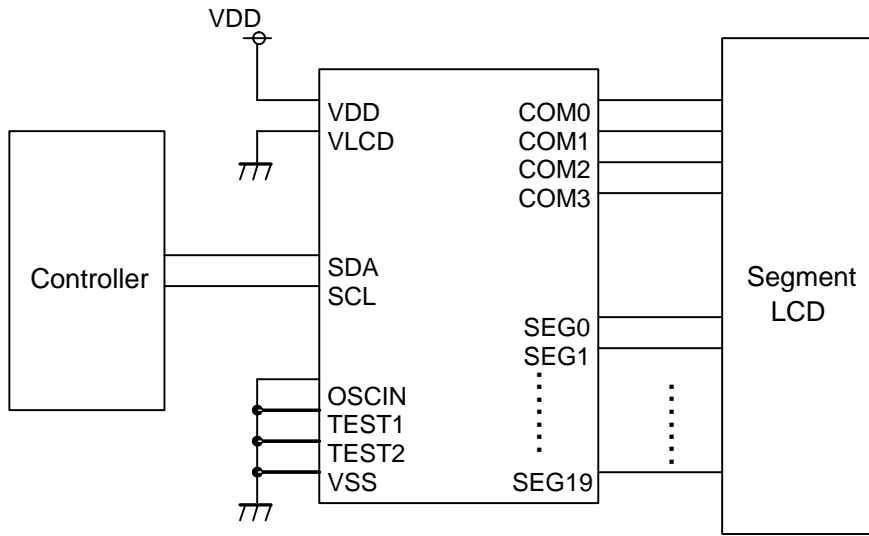 VDD
VDD
VLCD
SDA
SCL
OSCIN
TEST1
TEST2
VSS
COM0
COM1
COM2
COM3
SEG0
SEG1
SEG19
Controller
Segment
LCD